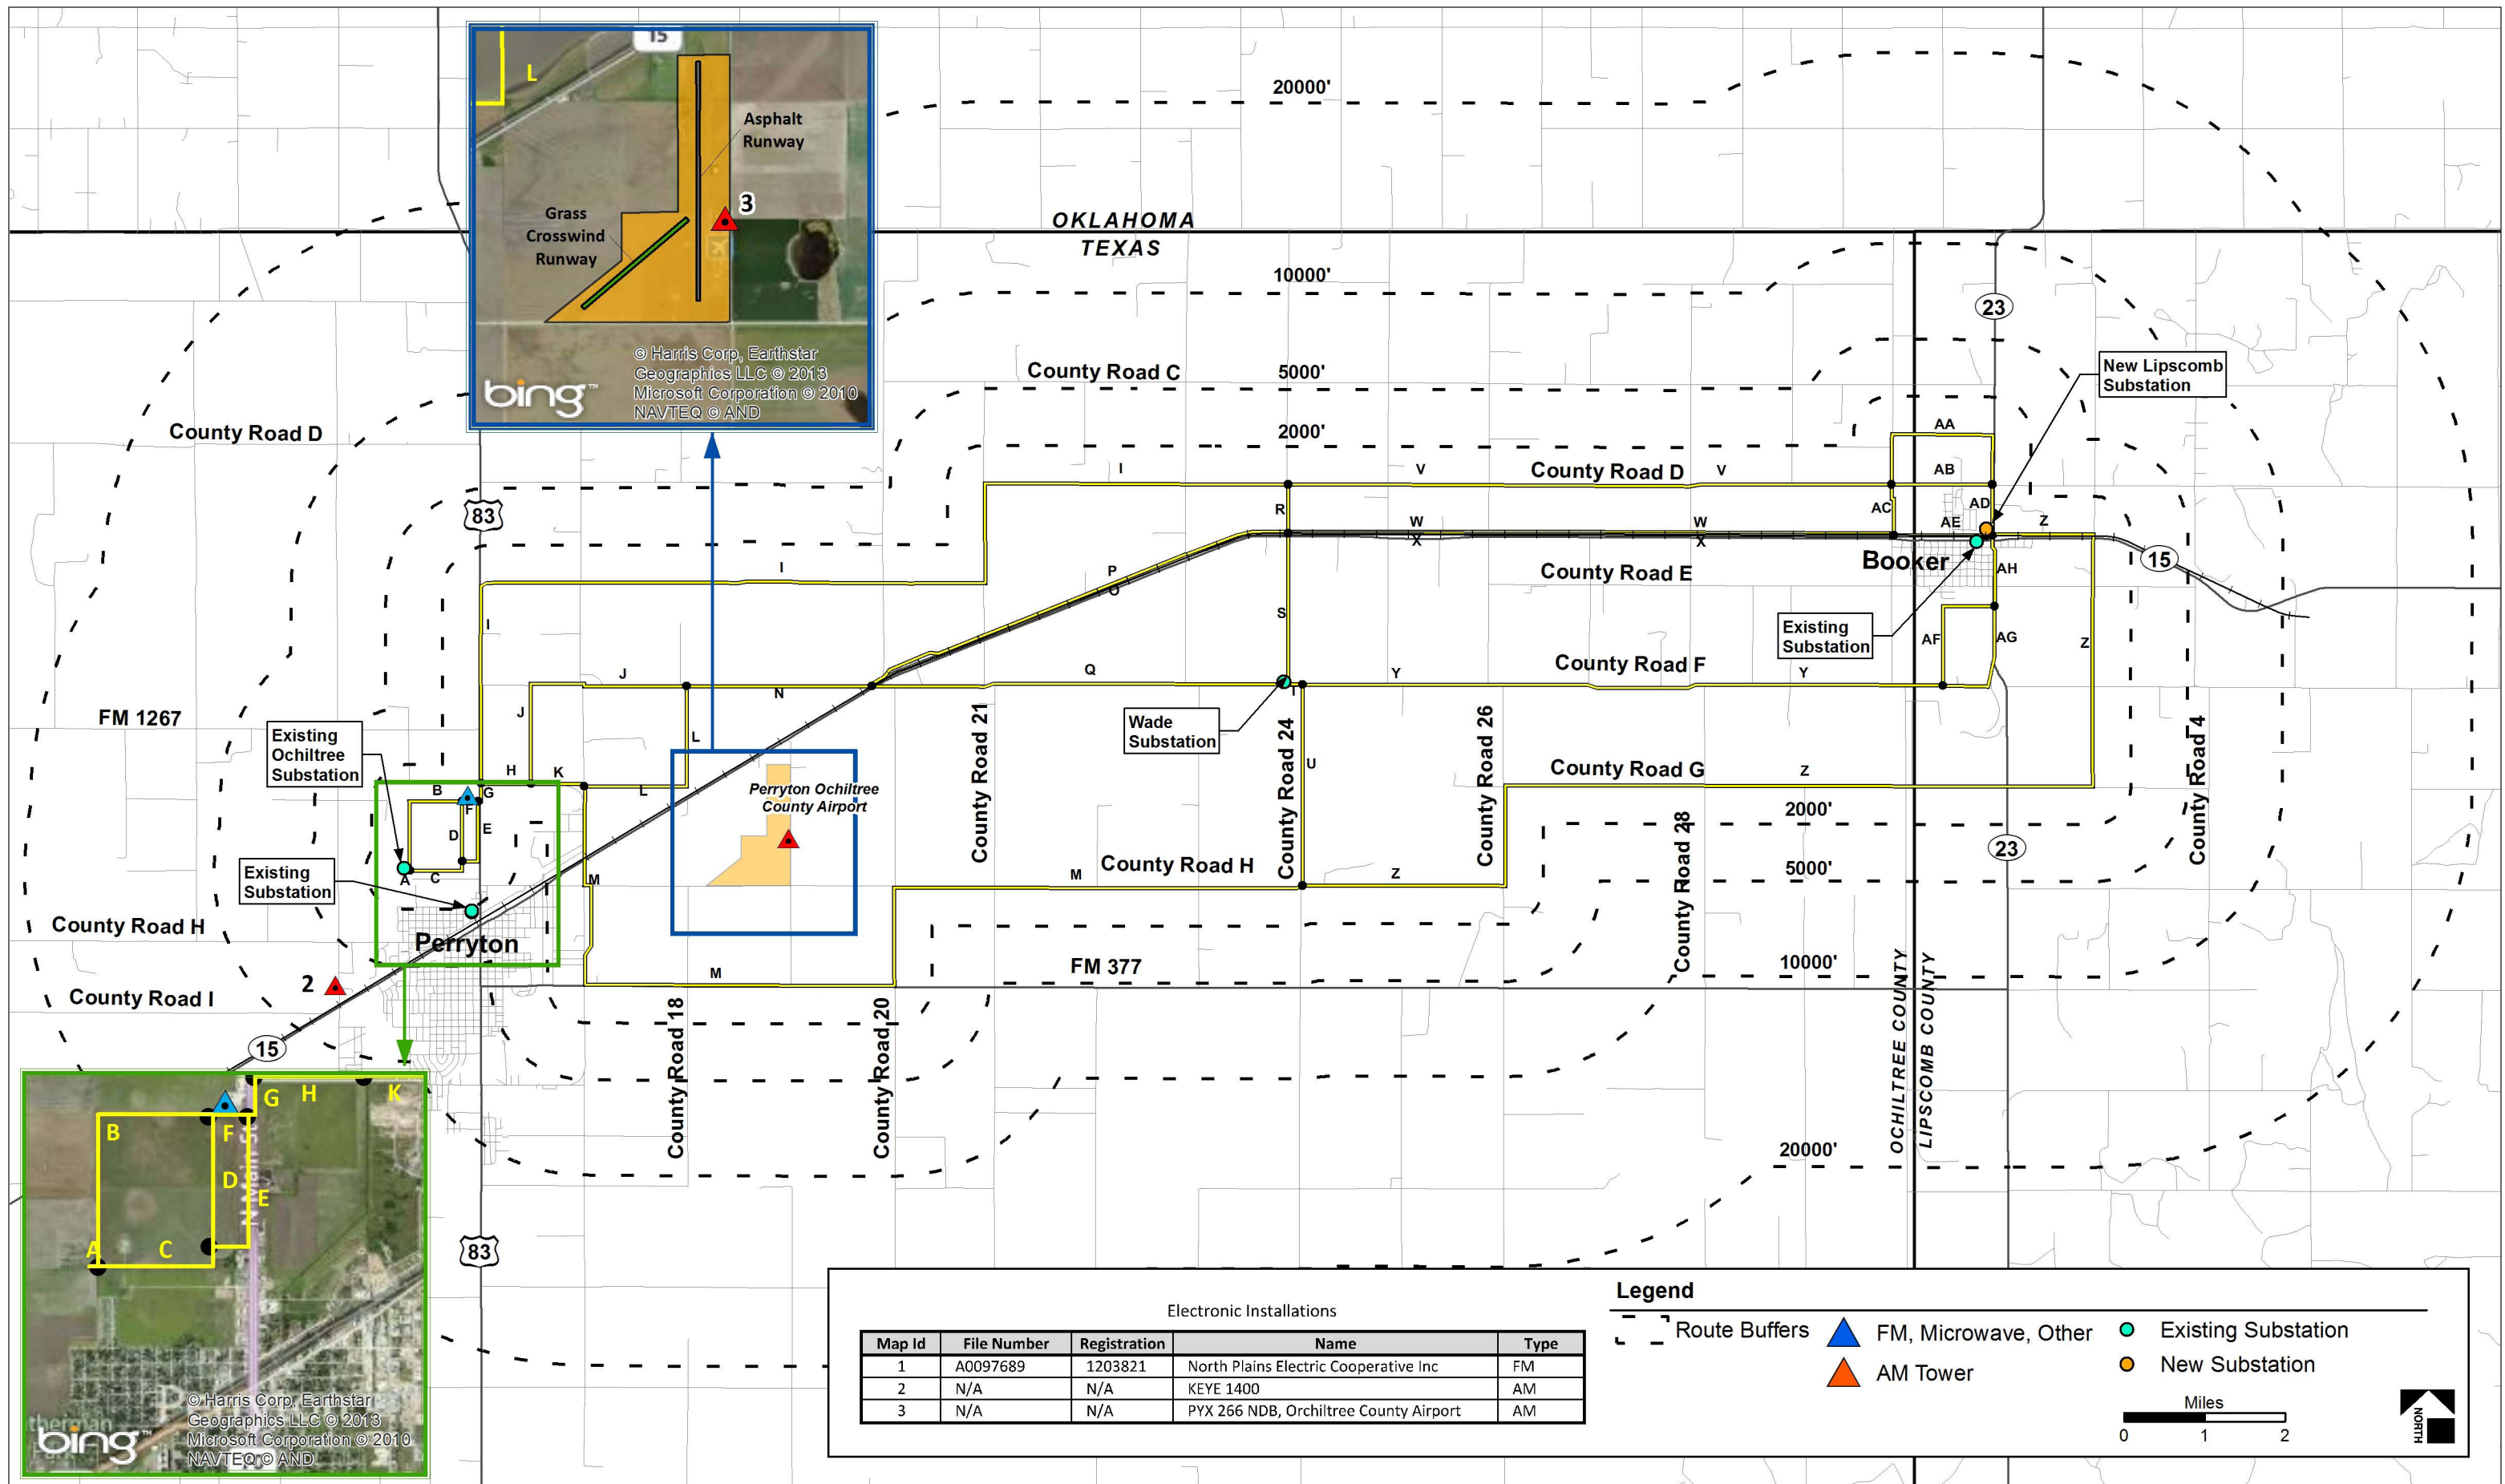 15
L
Asphalt
Runway
Grass
Crosswind
Runway
3
© Harris Corp, Earthstar
Geographics LLC © 2013
Microsoft Corporation © 2010
NAVTEQ © AND
bing™
20000'
OKLAHOMA
TEXAS
10000'
23
County Road C
5000'
New Lipscomb
Substation
County Road D
2000'
AA
I
V
County Road D
V
AB
83
R
AC
AD
W
W
AE
Z
X
X
Booker
15
P
O
County Road E
AH
I
I
S
Existing
Substation
AF
AG
Z
J
Q
Y
County Road F
Y
N
T
FM 1267
J
L
Wade
Substation
County Road 21
County Road 24
County Road 26
County Road 4
Existing
Ochiltree
Substation
H
K
L
U
County Road G
Z
Perryton Ochiltree
County Airport
B
G
F
D
E
2000'
County Road 28
23
A
C
M
M
County Road H
Z
5000'
Existing
Substation
County Road H
Perryton
M
FM 377
10000'
2
County Road I
County Road 18
County Road 20
OCHILTREE COUNTY
LIPSCOMB COUNTY
15
20000'
83
G
H
K
B
F
D
E
N Main St
A
C
© Harris Corp, Earthstar
Geographics LLC © 2013
Microsoft Corporation © 2010
NAVTEQ © AND
bing™
Electronic Installations
Map Id File Number Registration Name Type
1 A0097689 1203821 North Plains Electric Cooperative Inc FM
2 N/A N/A KEYE 1400 AM
3 N/A N/A PYX 266 NDB, Orchiltree County Airport AM
Legend
Route Buffers
FM, Microwave, Other
AM Tower
Existing Substation
New Substation
Miles
0 1 2
NORTH